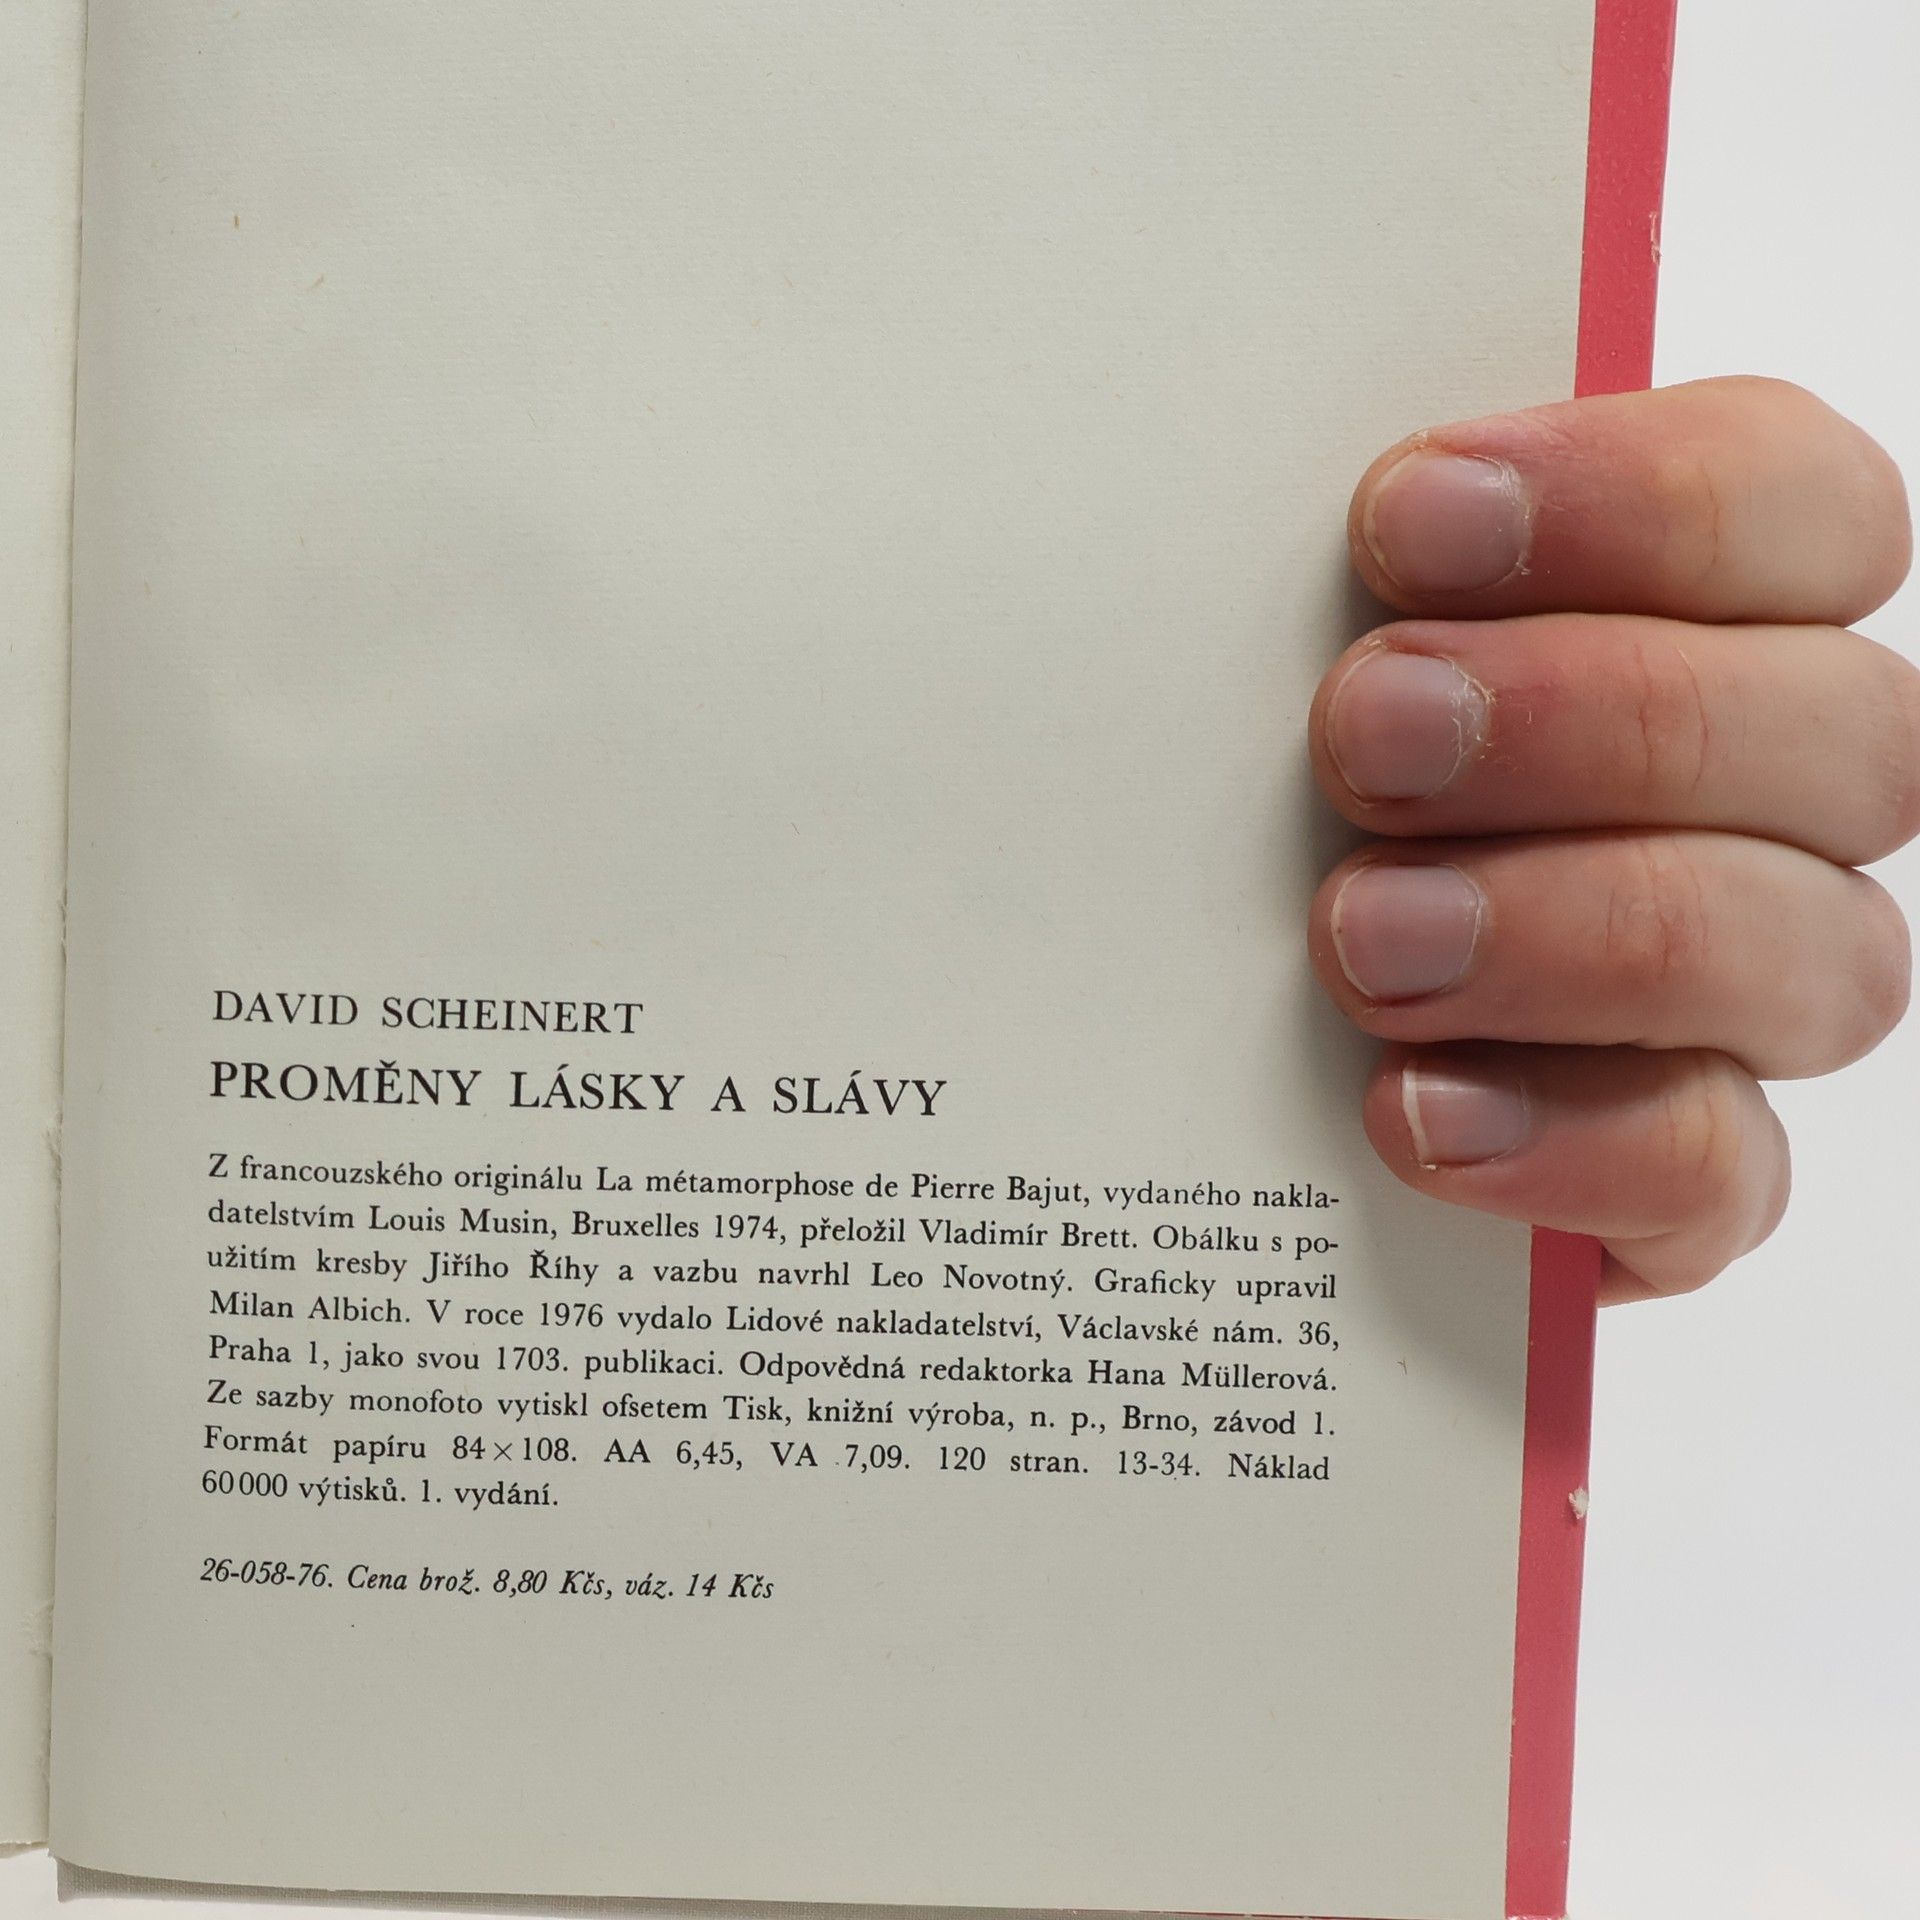 DAVID SCHEINERT
PROMĚNY LÁSKY A SLÁVY
Z francouzského originálu La métamorphose de Pierre Bajut, vydaného nakla-
datelstvím Louis Musin, Bruxelles 1974, přeložil Vladimír Brett. Obálku s po-
užitím kresby Jiřího Říhy a vazbu navrhl Leo Novotný. Graficky upravil
Milan Albich. V roce 1976 vydalo Lidové nakladatelství, Václavské nám. 36,
Praha 1, jako svou 1703. publikaci. Odpovědná redaktorka Hana Müllerová.
Ze sazby monofoto vytiskl ofsetem Tisk, knižní výroba, n. p., Brno, závod 1.
Formát papíru 84×108. AA 6,45, VA 7,09. 120 stran. 13-34. Náklad
60 000 výtisků. 1. vydání.
26-058-76. Cena brož. 8,80 Kčs, váz. 14 Kčs